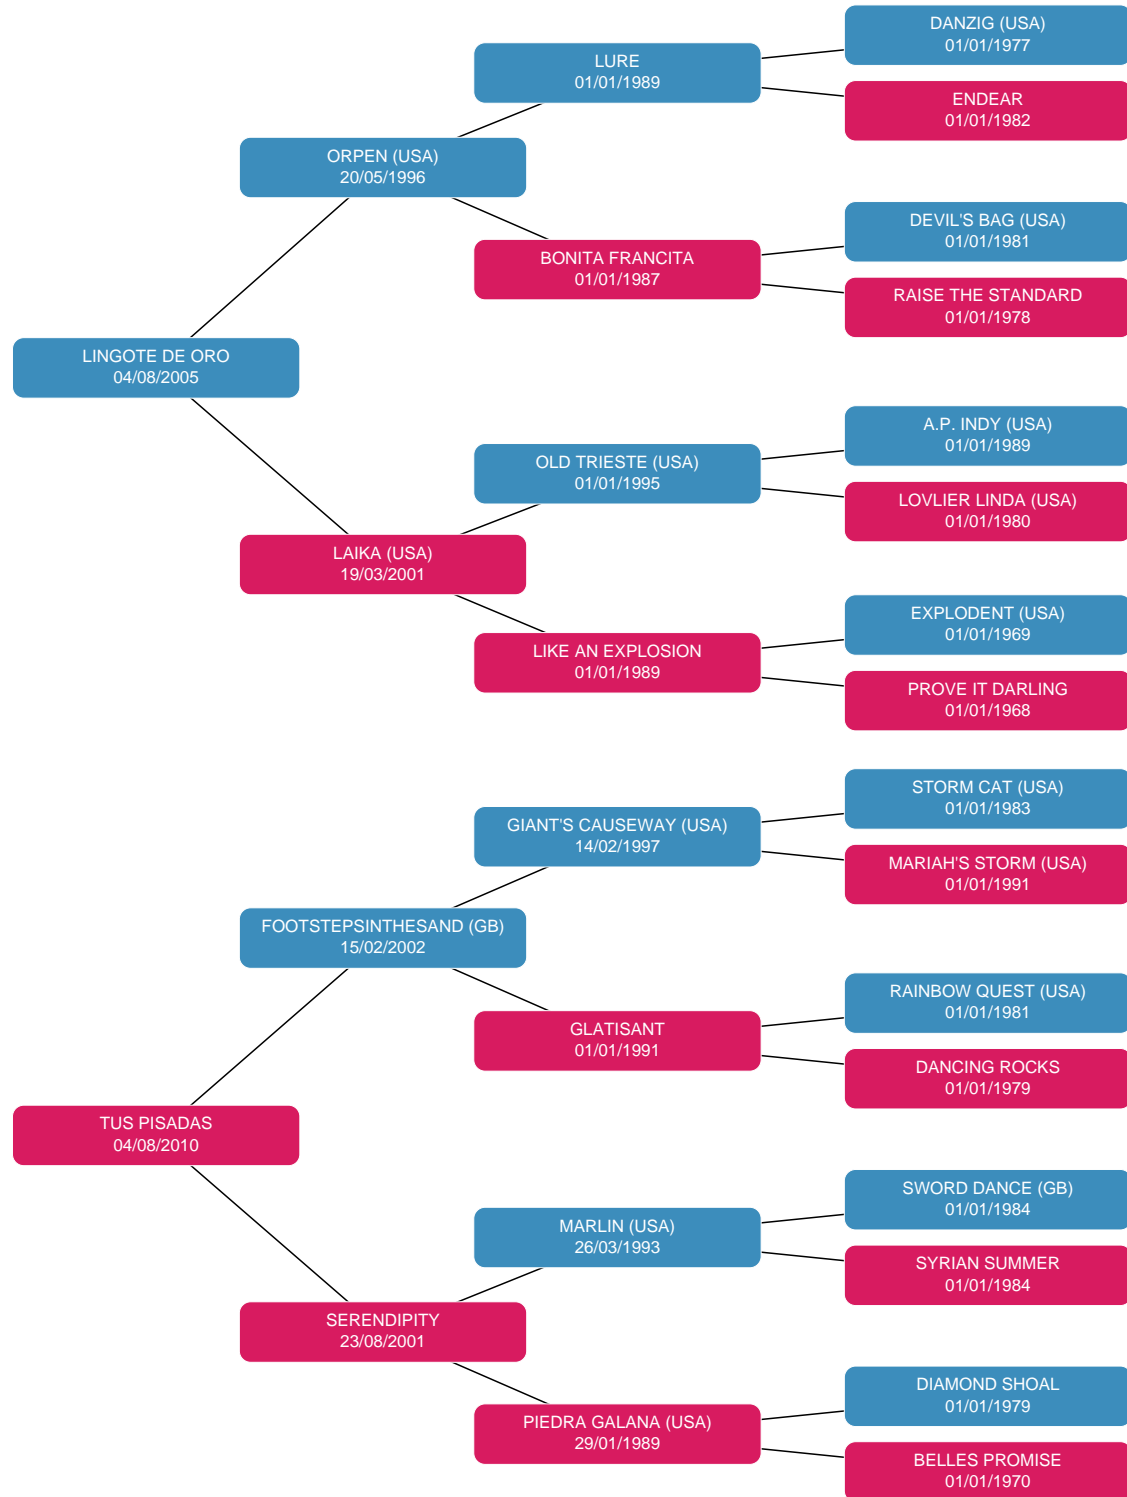 DANZIG (USA)
01/01/1977
LURE
01/01/1989
ENDEAR
01/01/1982
ORPEN (USA)
20/05/1996
DEVIL'S BAG (USA)
01/01/1981
BONITA FRANCITA
01/01/1987
RAISE THE STANDARD
01/01/1978
LINGOTE DE ORO
04/08/2005
A.P. INDY (USA)
01/01/1989
OLD TRIESTE (USA)
01/01/1995
LOVLIER LINDA (USA)
01/01/1980
LAIKA (USA)
19/03/2001
EXPLODENT (USA)
01/01/1969
LIKE AN EXPLOSION
01/01/1989
PROVE IT DARLING
01/01/1968
STORM CAT (USA)
01/01/1983
GIANT'S CAUSEWAY (USA)
14/02/1997
MARIAH'S STORM (USA)
01/01/1991
FOOTSTEPSINTHESAND (GB)
15/02/2002
RAINBOW QUEST (USA)
01/01/1981
GLATISANT
01/01/1991
DANCING ROCKS
01/01/1979
TUS PISADAS
04/08/2010
SWORD DANCE (GB)
01/01/1984
MARLIN (USA)
26/03/1993
SYRIAN SUMMER
01/01/1984
SERENDIPITY
23/08/2001
DIAMOND SHOAL
01/01/1979
PIEDRA GALANA (USA)
29/01/1989
BELLES PROMISE
01/01/1970